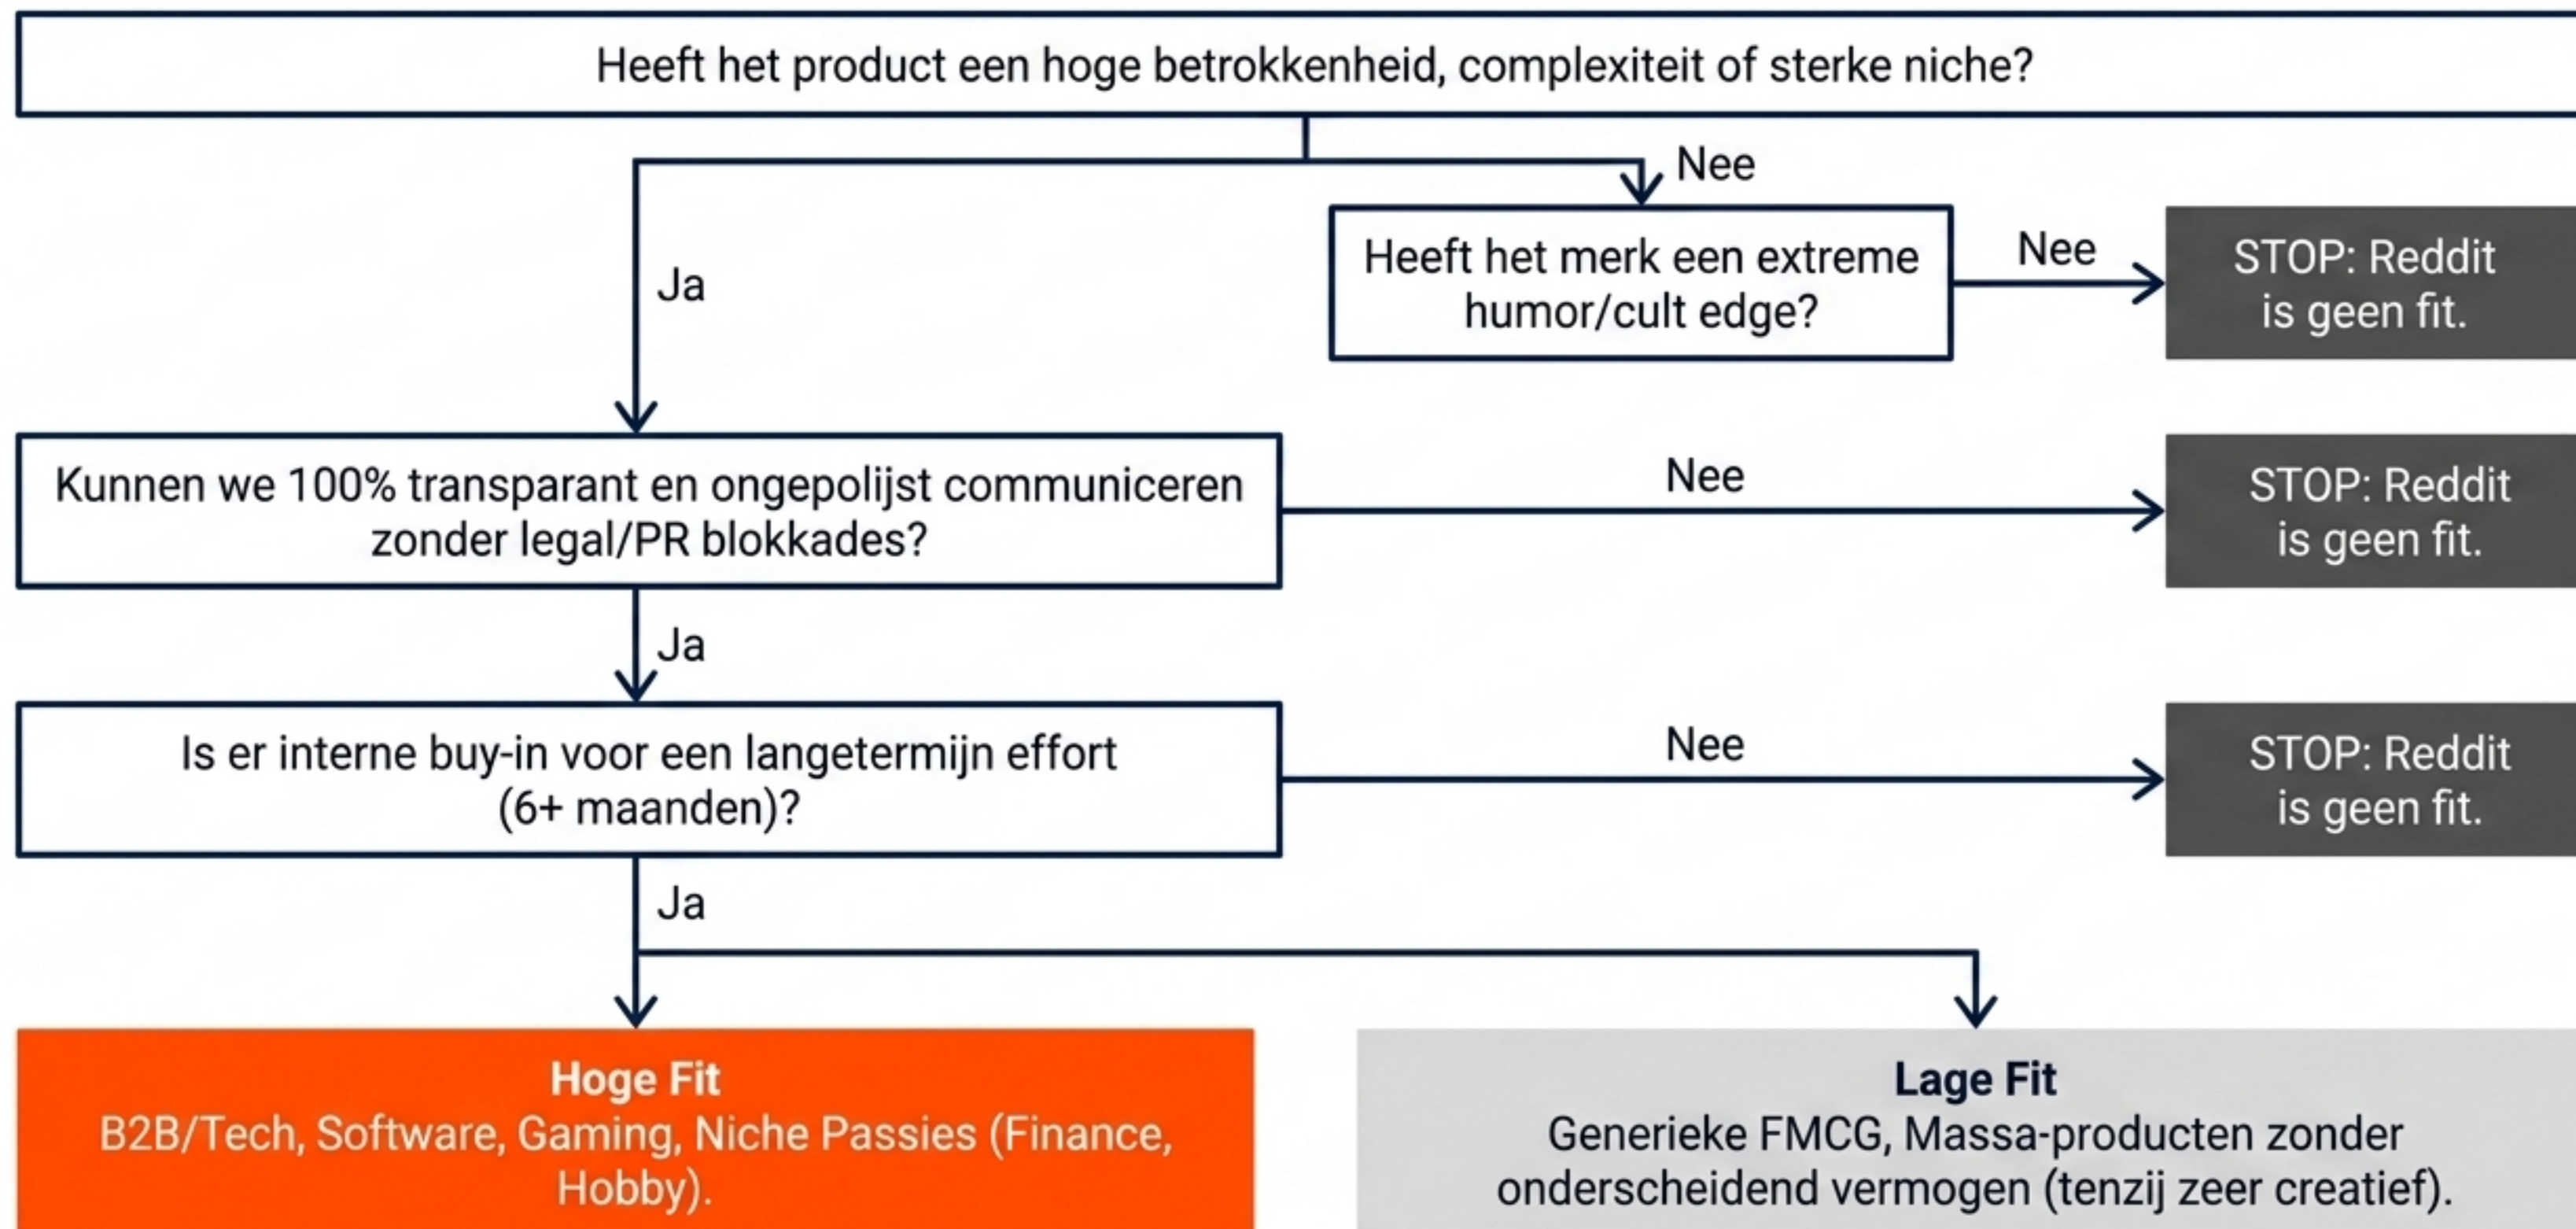 Heeft het product een hoge betrokkenheid, complexiteit of sterke niche?
Nee
Ja
Heeft het merk een extreme
humor/cult edge?
Nee
STOP: Reddit
is geen fit.
Kunnen we 100% transparant en ongepolijst communiceren
zonder legal/PR blokkades?
Nee
STOP: Reddit
is geen fit.
Ja
Is er interne buy-in voor een langetermijn effort
(6+ maanden)?
Nee
STOP: Reddit
is geen fit.
Ja
Hoge Fit
B2B/Tech, Software, Gaming, Niche Passies (Finance,
Hobby).
Lage Fit
Generieke FMCG, Massa-producten zonder
onderscheidend vermogen (tenzij zeer creatief).